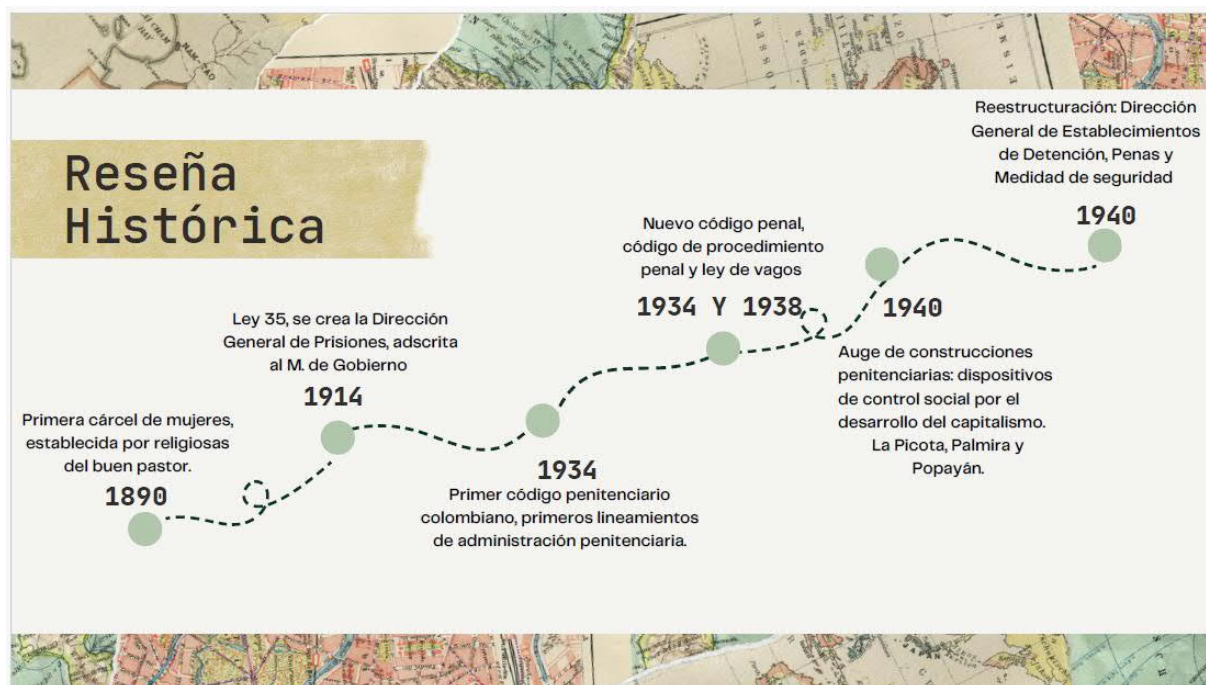 Reseña
Histórica
Primera cárcel de mujeres,
establecida por religiosas
del buen pastor.
1890
Ley 35, se crea la Dirección
General de Prisiones, adscrita
al M. de Gobierno
1914
1934
Primer código penitenciario
colombiano, primeros lineamientos
de administración penitenciaria.
Nuevo código penal,
código de procedimiento
penal y ley de vagos
1934 Y 1938
1940
Auge de construcciones
penitenciarias: dispositivos
de control social por el
desarrollo del capitalismo.
La Picota, Palmira y
Popayán.
Reestructuración: Dirección
General de Establecimientos
de Detención, Penas y
Medidad de seguridad
1940